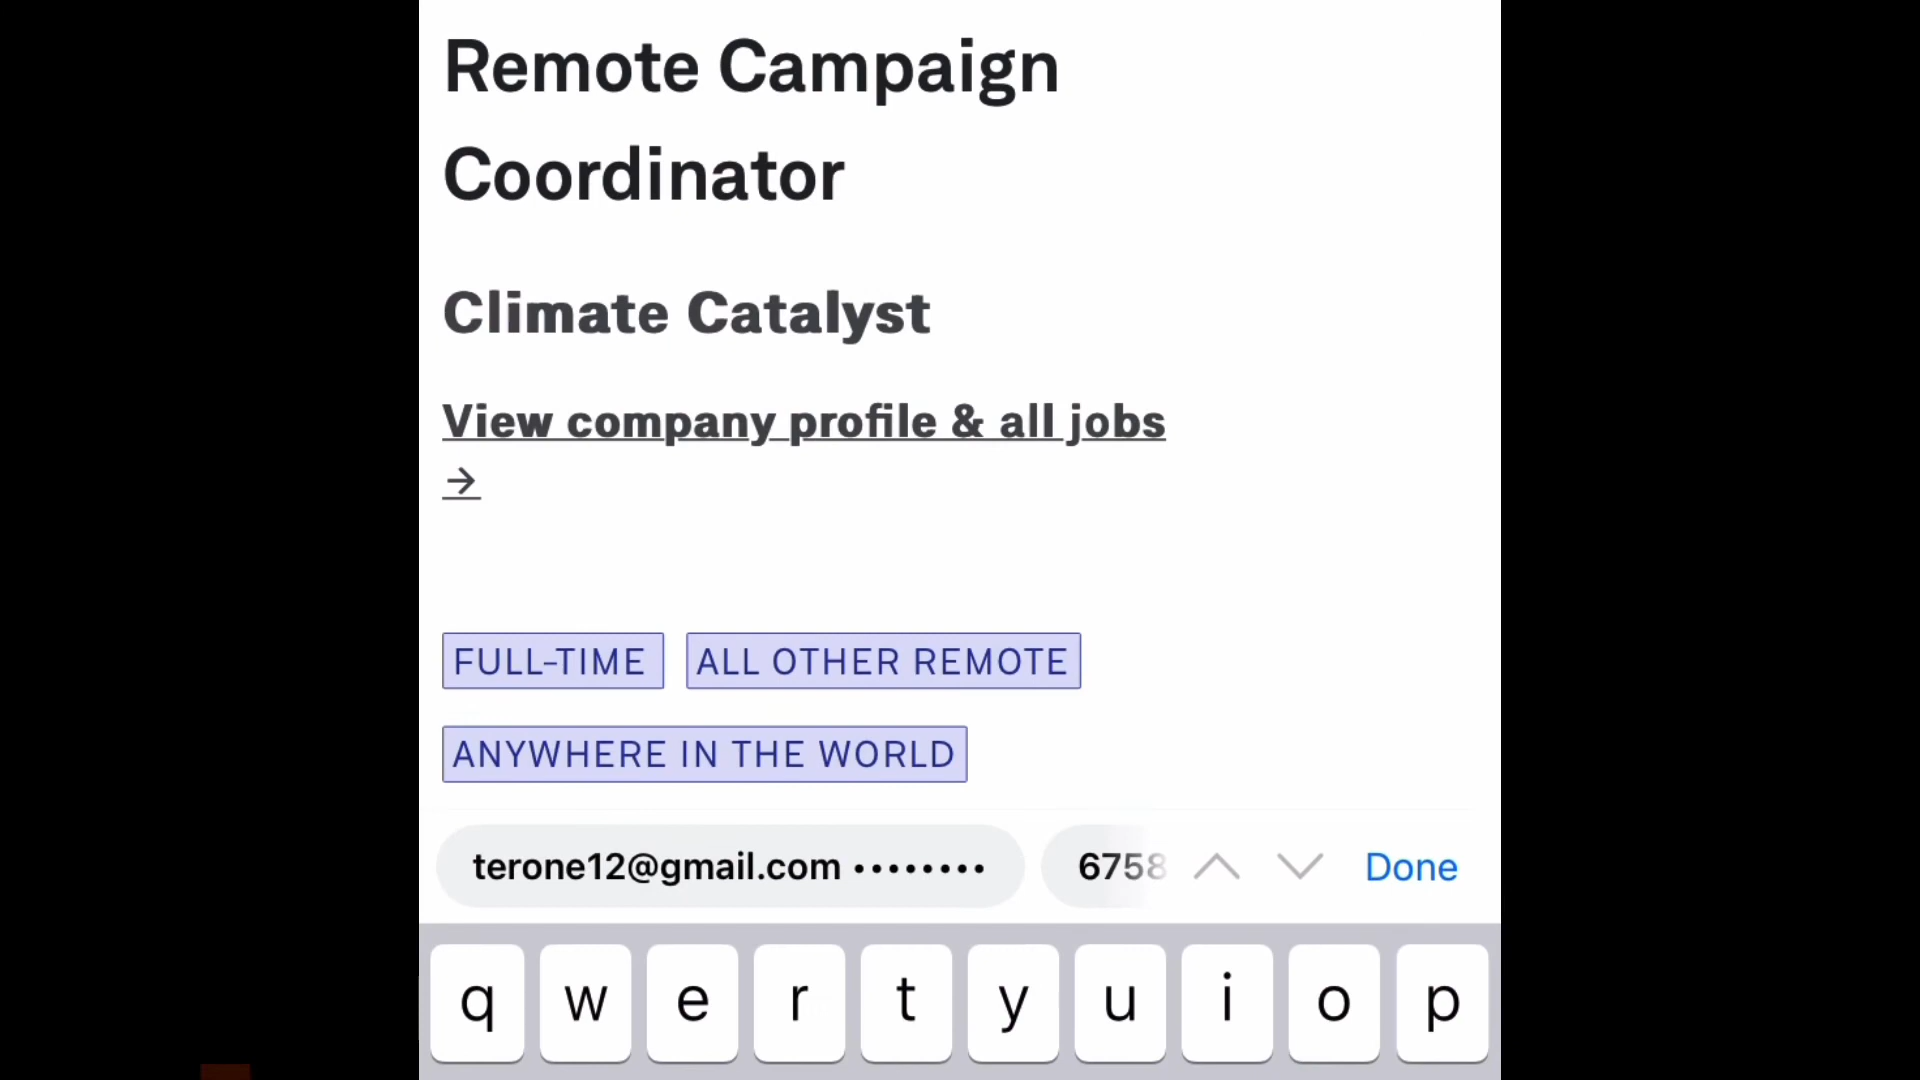 Remote Campaign
Coordinator
Climate Catalyst
View company profile & all jobs
→
FULL-TIME ALL OTHER REMOTE
ANYWHERE IN THE WORLD
terone12@gmail.com •••••••• 6758 Done
q w e r t y u i o p